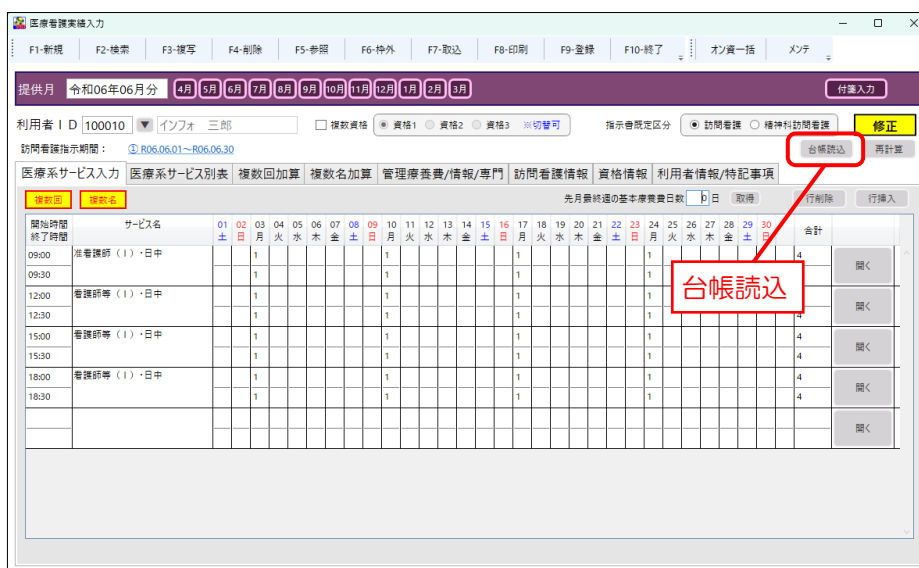 医療看護実績入力
F1-新規 F2-検索 F3-複写 F4-削除 F5-参照 F6-枠外 F7-取込 F8-印刷 F9-登録 F10-終了 オン資一括 メンテ
提供月 令和06年06月分 4月 5月 6月 7月 8月 9月 10月 11月 12月 1月 2月 3月 付箋入力
利用者ID 100010 インフォ 三郎 複数資格 資格1 資格2 資格3 ※切替可 指示書既定区分 訪問看護 精神科訪問看護 修正
訪問看護指示期間: ① R06.06.01~R06.06.30 台帳読込 再計算
医療系サービス入力 医療系サービス別表 複数回加算 複数名加算 管理療養費/情報/専門 訪問看護情報 資格情報 利用者情報/特記事項
複数回 複数名 先月最終週の基本療養費日数 0 日 取得 行削除 行挿入
開始時間 サービス名 01 02 03 04 05 06 07 08 09 10 11 12 13 14 15 16 17 18 19 20 21 22 23 24 25 26 27 28 29 30 合計
終了時間 土 日 月 火 水 木 金 土 日 月 火 水 木 金 土 日 月 火 水 木 金 土 日 月 火 水 木 金 土 日
09:00 准看護師(Ⅰ)・日中 1 1 1 1 4
09:30 1 1 1 1 開く
12:00 看護師等(Ⅰ)・日中 1 1 1 1
12:30 1 1 1 1 4 開く
15:00 看護師等(Ⅰ)・日中 1 1 1 1 4
15:30 1 1 1 1 4 開く
18:00 看護師等(Ⅰ)・日中 1 1 1 1 4
18:30 1 1 1 1 4 開く
開く
台帳読込